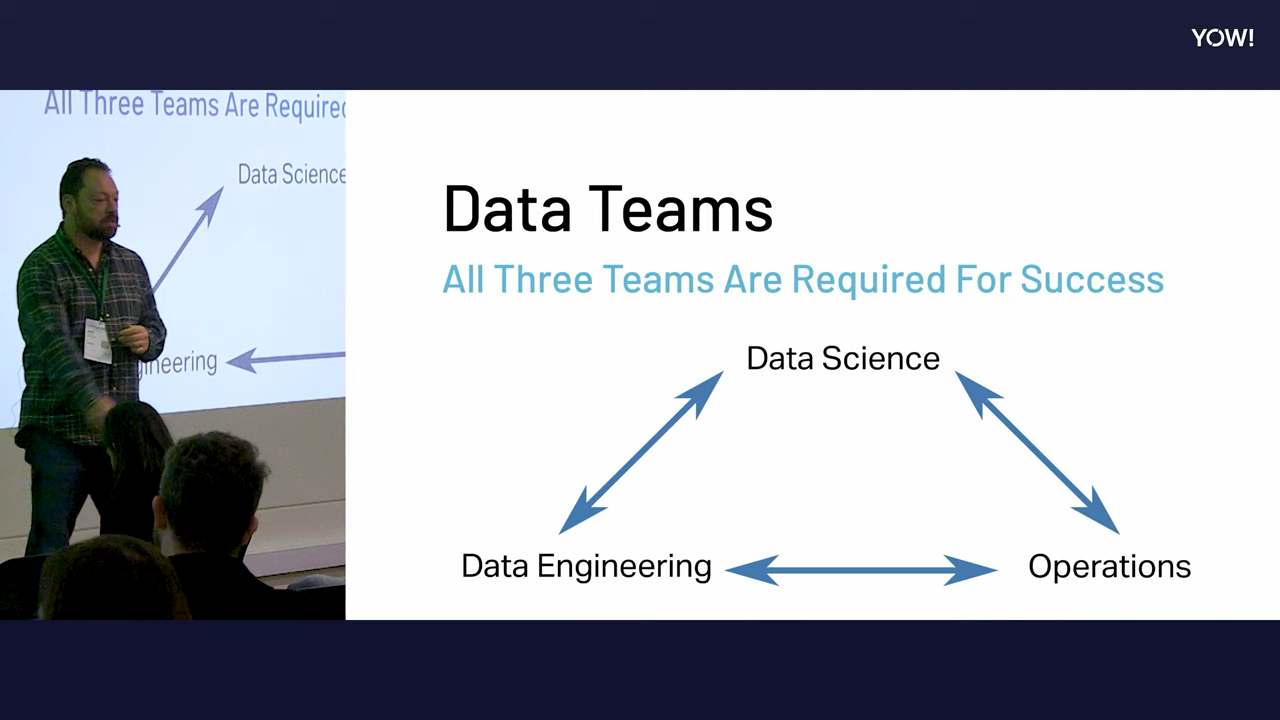 YOW!
All Three Teams Are Required
Data Science
gineering
Data Teams
All Three Teams Are Required For Success
Data Science
Data Engineering
Operations